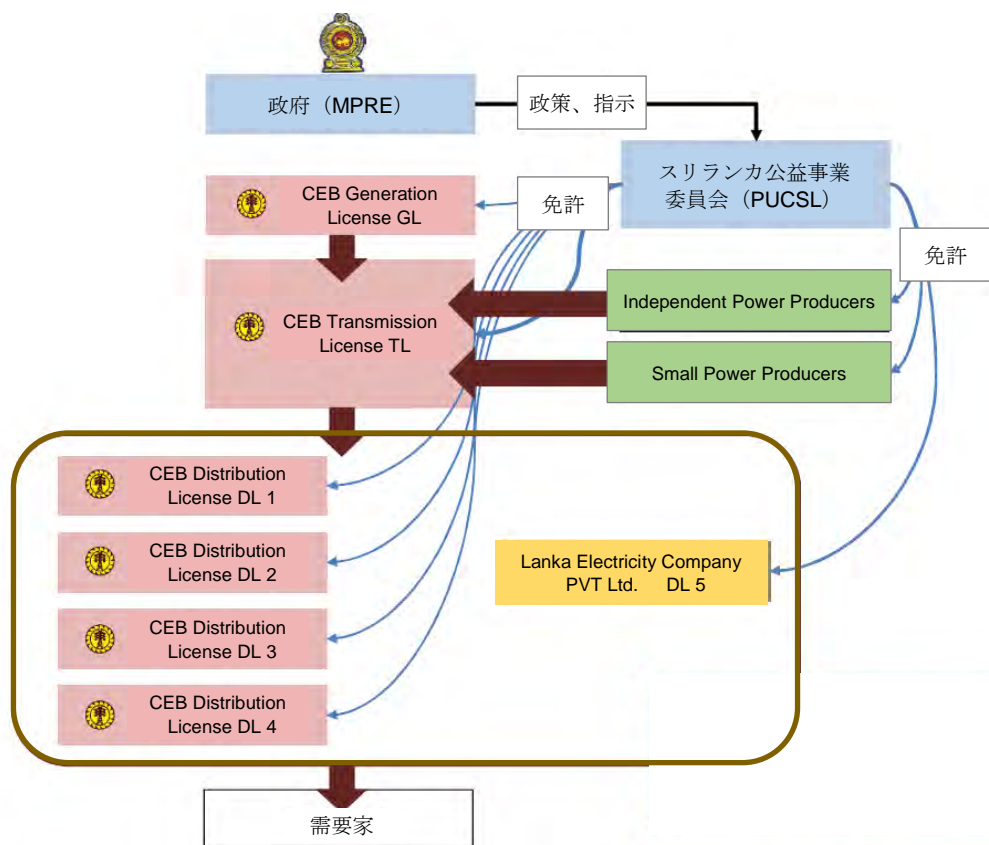 政府（MPRE）
政策、指示
スリランカ公益事業
委員会（PUCSL）
CEB Generation
License GL
免許
免許
CEB Transmission
License TL
Independent Power Producers
Small Power Producers
CEB Distribution
License DL 1
CEB Distribution
License DL 2
Lanka Electricity Company
PVT Ltd. DL 5
CEB Distribution
License DL 3
CEB Distribution
License DL 4
需要家